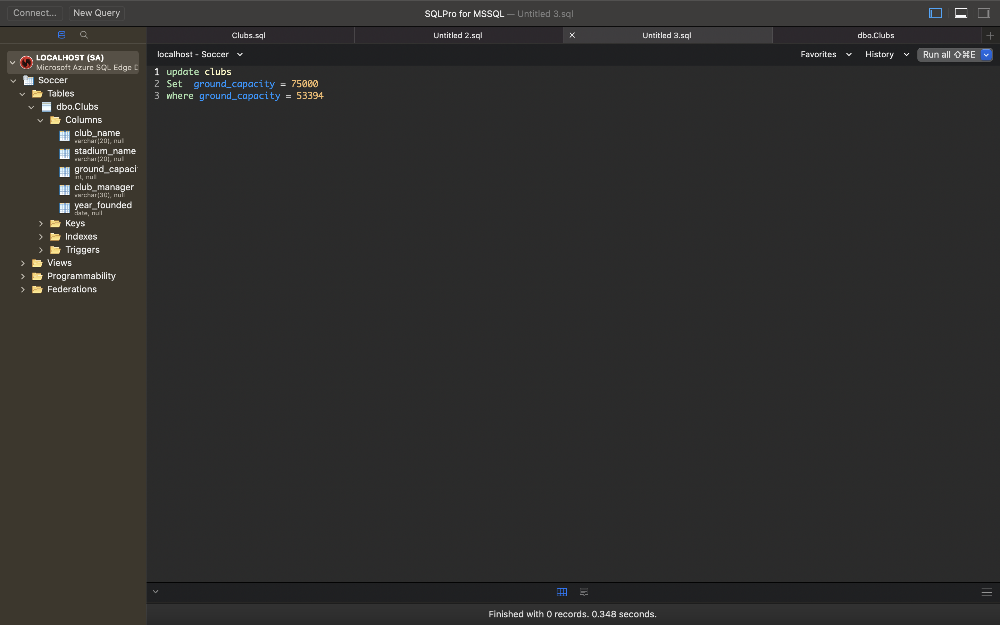 Connect...
New Query
SQLPro for MSSQL — Untitled 3.sql
Clubs.sql
Untitled 2.sql
Untitled 3.sql
dbo.Clubs
LOCALHOST (SA)
Microsoft Azure SQL Edge D
Soccer
Tables
dbo.Clubs
Columns
club_name
varchar(20), null
stadium_name
varchar(20), null
ground_capaci
int, null
club_manager
varchar(30), null
year_founded
date, null
Keys
Indexes
Triggers
Views
Programmability
Federations
localhost - Soccer
Favorites
History
Run all ⇧⌘E
1 update clubs
2 Set  ground_capacity = 75000
3 where ground_capacity = 53394
Finished with 0 records. 0.348 seconds.